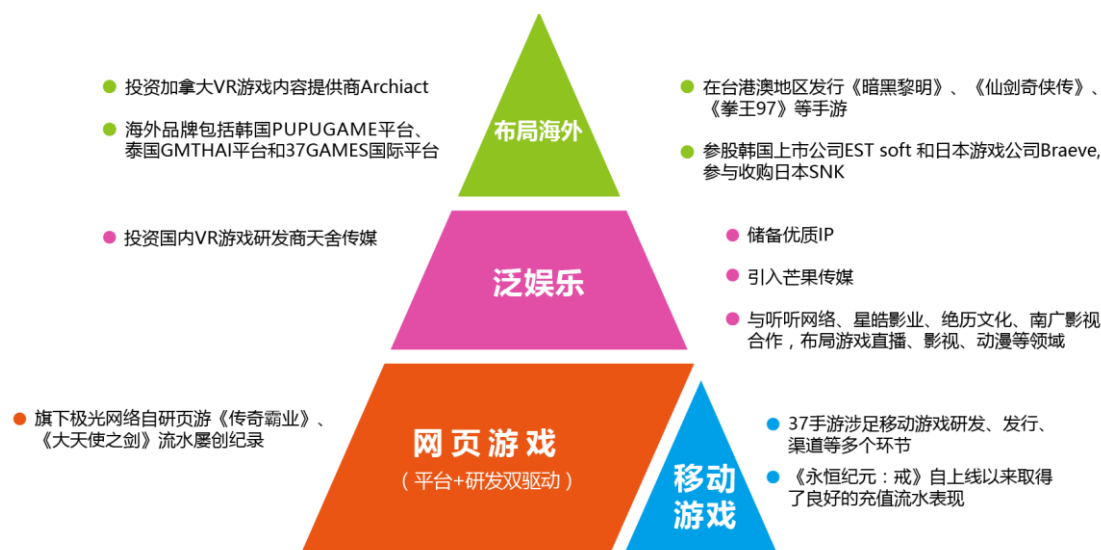 投资加拿大VR游戏内容提供商Archiact
海外品牌包括韩国PUPUGAME平台、
泰国GMTHAI平台和37GAMES国际平台
布局海外
在台港澳地区发行《暗黑黎明》、《仙剑奇侠传》、
《拳王97》等手游
参股韩国上市公司EST soft 和日本游戏公司Braeve,
参与收购日本SNK
投资国内VR游戏研发商天舍传媒
泛娱乐
储备优质IP
引入芒果传媒
与听听网络、星皓影业、绝历文化、南广影视
合作，布局游戏直播、影视、动漫等领域
旗下极光网络自研页游《传奇霸业》、
《大天使之剑》流水屡创纪录
网页游戏
（平台+研发双驱动）
移动
游戏
37手游涉足移动游戏研发、发行、
渠道等多个环节
《永恒纪元：戒》自上线以来取得
了良好的充值流水表现